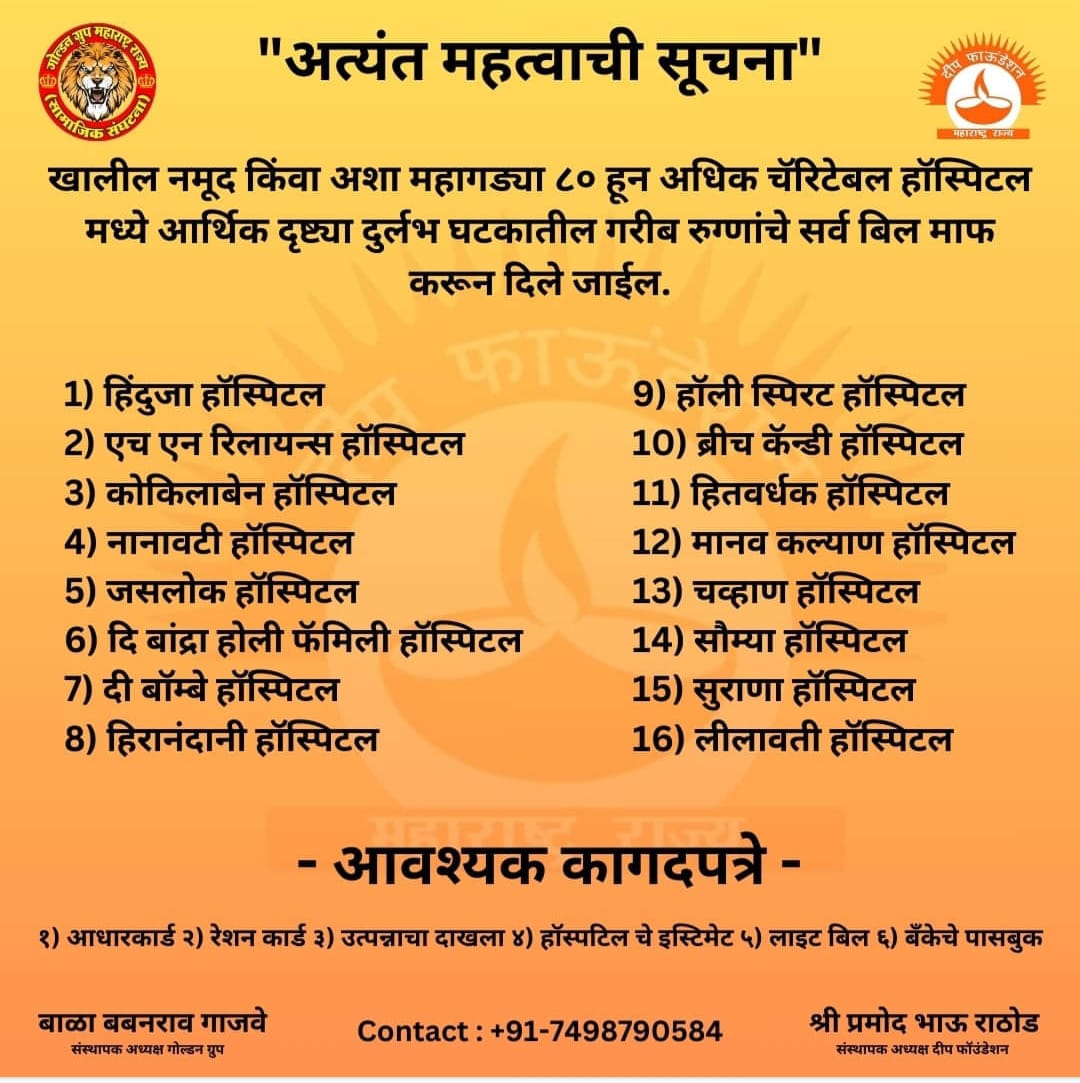 गोल्डन ग्रुप महाराष्ट्र राज्य
(सामाजिक संघटना)
"अत्यंत महत्वाची सूचना"
दीप फाऊंडेशन
महाराष्ट्र राज्य
खालील नमूद किंवा अशा महागड्या ८० हून अधिक चॅरिटेबल हॉस्पिटल
मध्ये आर्थिक दृष्ट्या दुर्लभ घटकातील गरीब रुग्णांचे सर्व बिल माफ
करून दिले जाईल.
1) हिंदुजा हॉस्पिटल
2) एच एन रिलायन्स हॉस्पिटल
3) कोकिलाबेन हॉस्पिटल
4) नानावटी हॉस्पिटल
5) जसलोक हॉस्पिटल
6) दि बांद्रा होली फॅमिली हॉस्पिटल
7) दी बॉम्बे हॉस्पिटल
8) हिरानंदानी हॉस्पिटल
9) हॉली स्पिरट हॉस्पिटल
10) ब्रीच कॅन्डी हॉस्पिटल
11) हितवर्धक हॉस्पिटल
12) मानव कल्याण हॉस्पिटल
13) चव्हाण हॉस्पिटल
14) सौम्या हॉस्पिटल
15) सुराणा हॉस्पिटल
16) लीलावती हॉस्पिटल
महाराष्ट्र राज्य
- आवश्यक कागदपत्रे -
१) आधारकार्ड २) रेशन कार्ड ३) उत्पन्नाचा दाखला ४) हॉस्पटिल चे इस्टिमेट ५) लाइट बिल ६) बँकेचे पासबुक
बाळा बबनराव गाजवे
संस्थापक अध्यक्ष गोल्डन ग्रुप
Contact : +91-7498790584
श्री प्रमोद भाऊ राठोड
संस्थापक अध्यक्ष दीप फॉउंडेशन